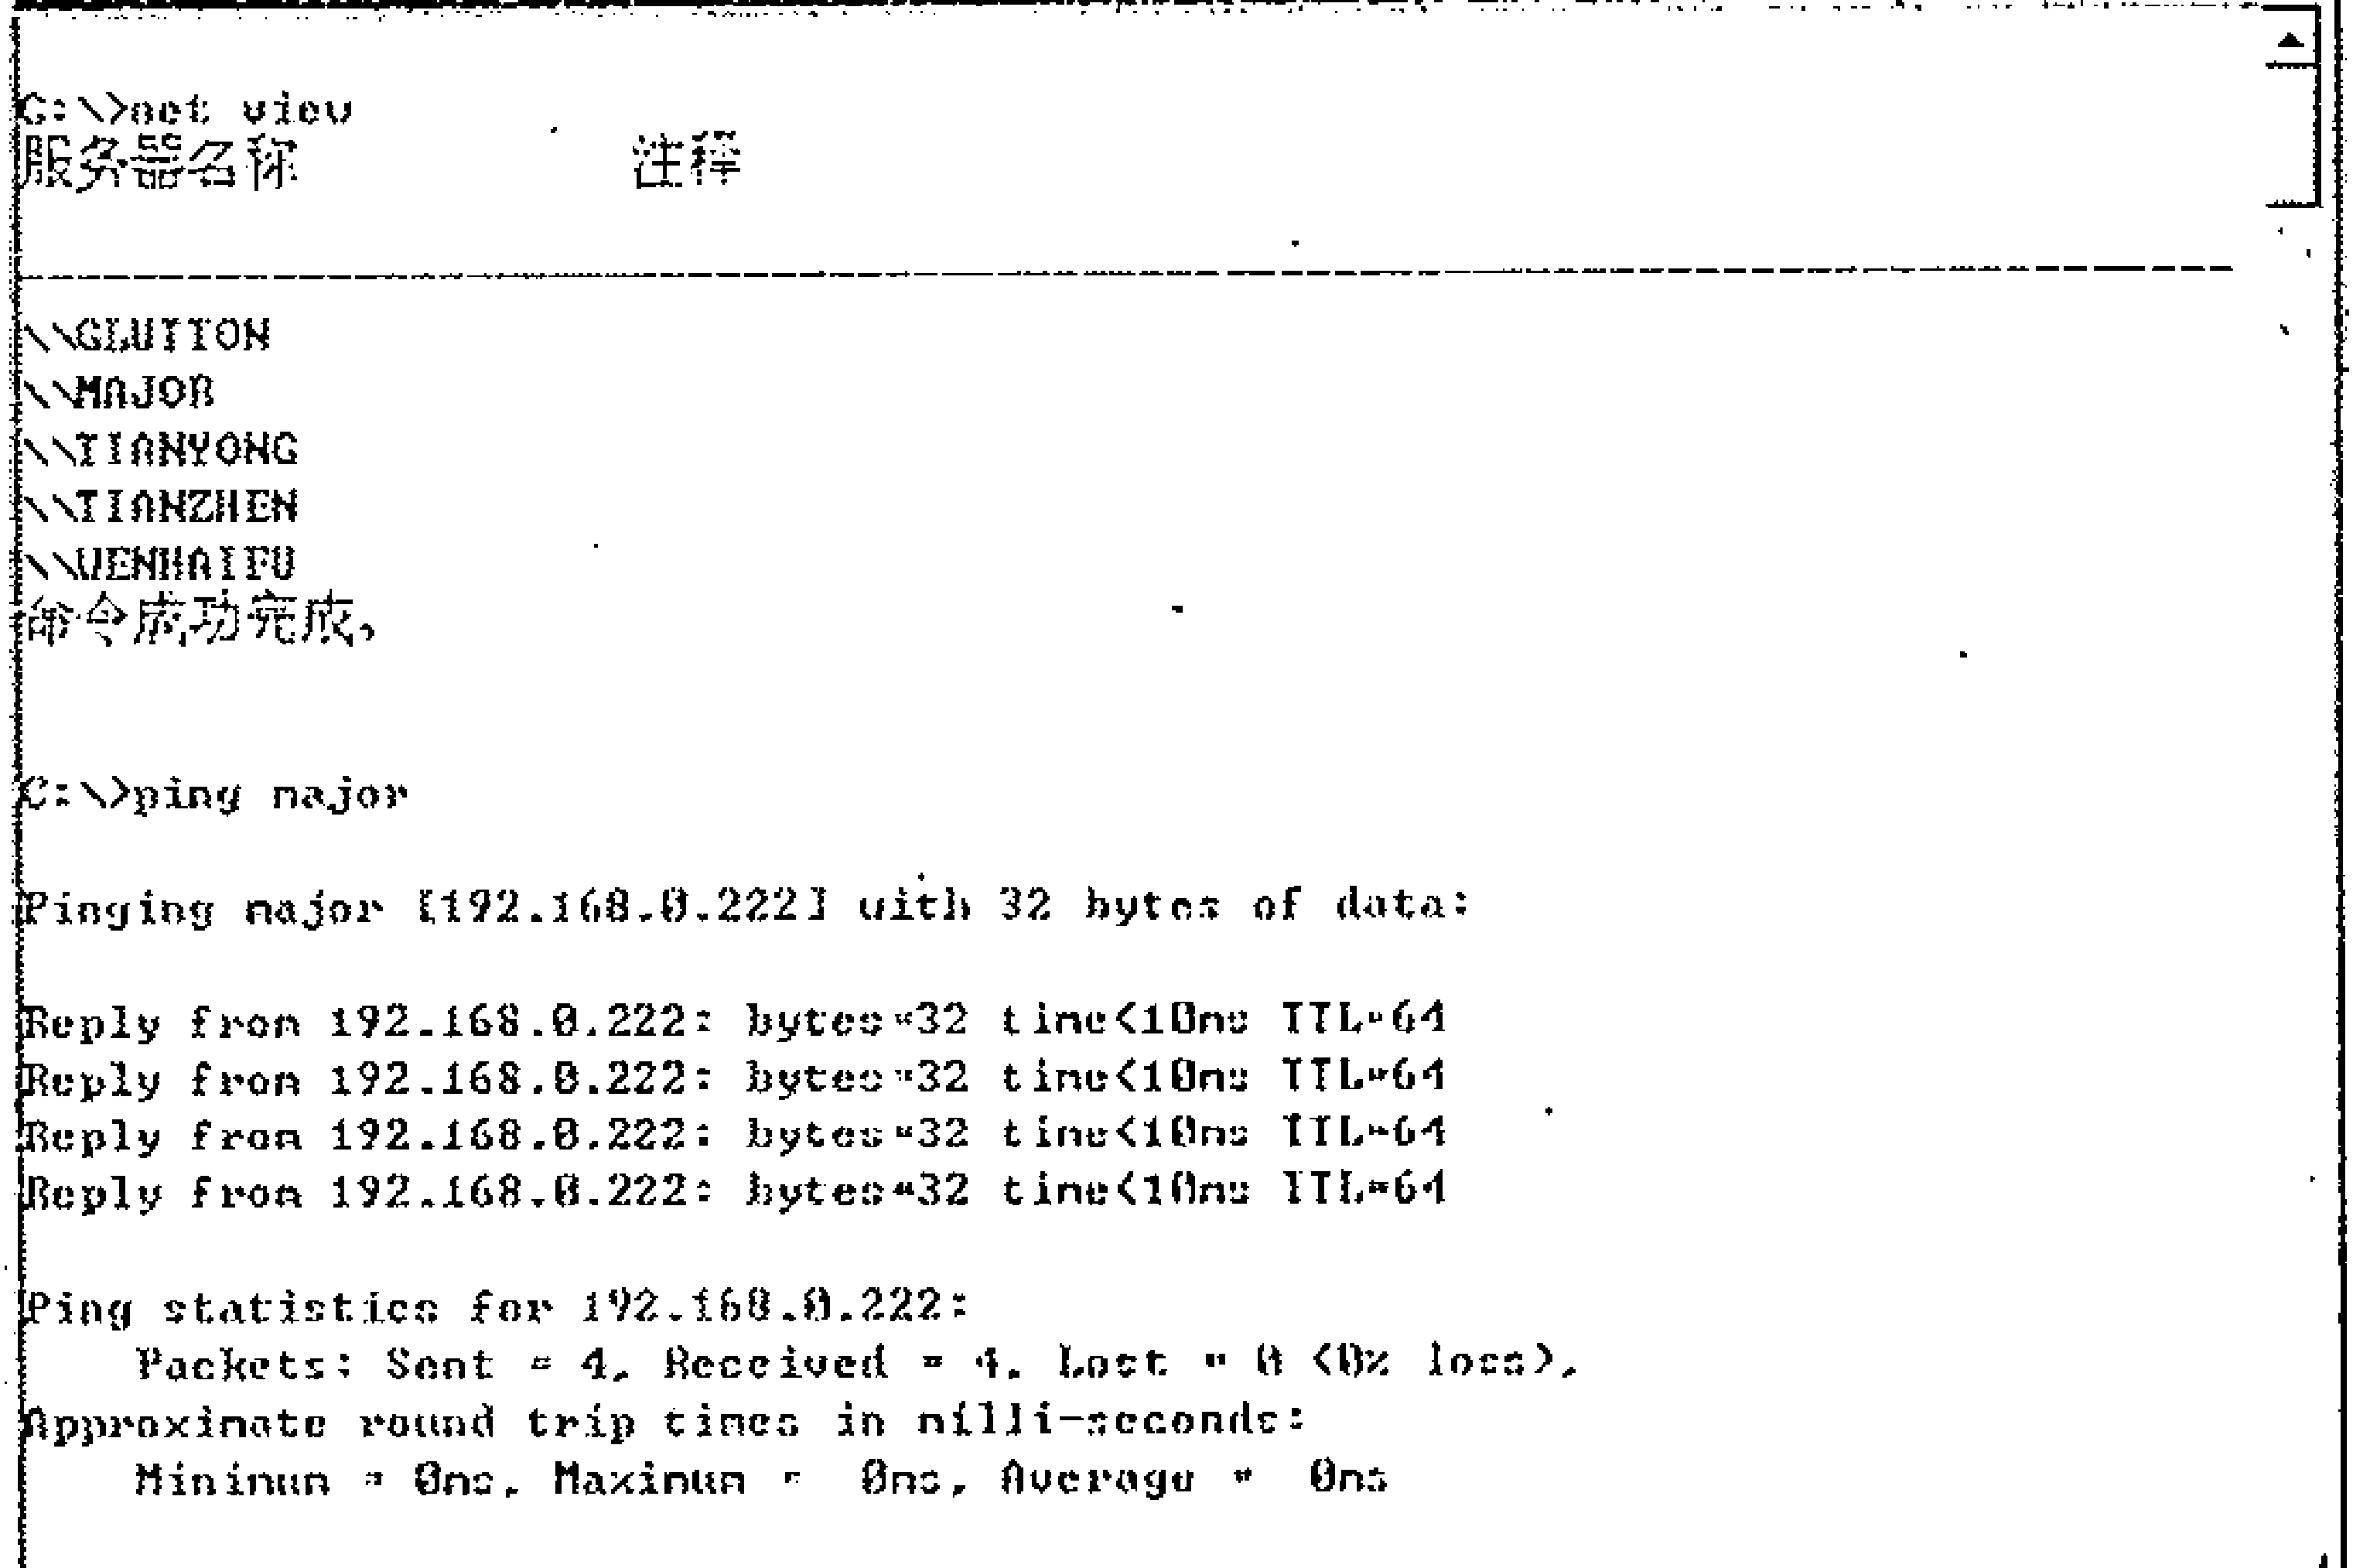 C:\>net view
服务器名称            注释
-------------------------------------------------------------------------------
\\GLUTTON
\\MAJOR
\\TIANYONG
\\TIANZHEN
\\WENHAIFU
命令成功完成。
C:\>ping major
Pinging major [192.168.0.222] with 32 bytes of data:
Reply from 192.168.0.222: bytes=32 time<10ms TTL=64
Reply from 192.168.0.222: bytes=32 time<10ms TTL=64
Reply from 192.168.0.222: bytes=32 time<10ms TTL=64
Reply from 192.168.0.222: bytes=32 time<10ms TTL=64
Ping statistics for 192.168.0.222:
    Packets: Sent = 4, Received = 4, Lost = 0 (0% loss),
Approximate round trip times in milli-seconds:
    Minimum = 0ms, Maximum =  0ms, Average =  0ms